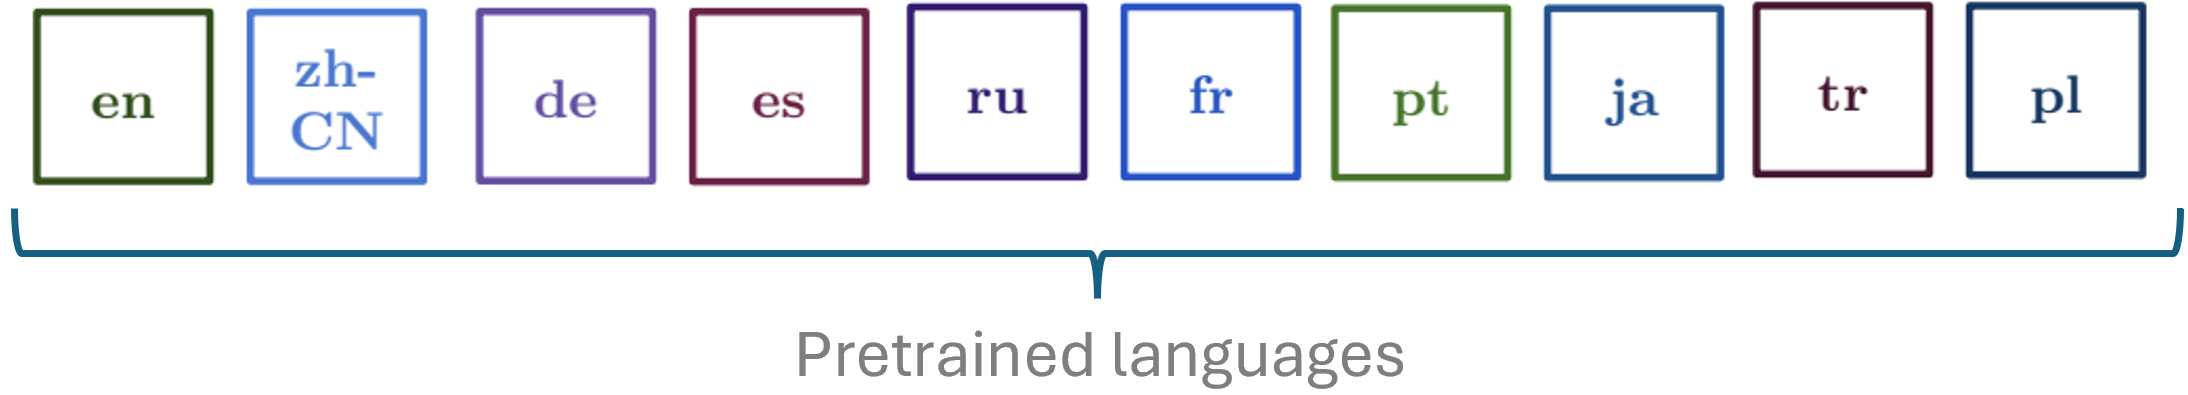 en
zh-
CN
de
es
ru
fr
pt
ja
tr
pl
Pretrained languages